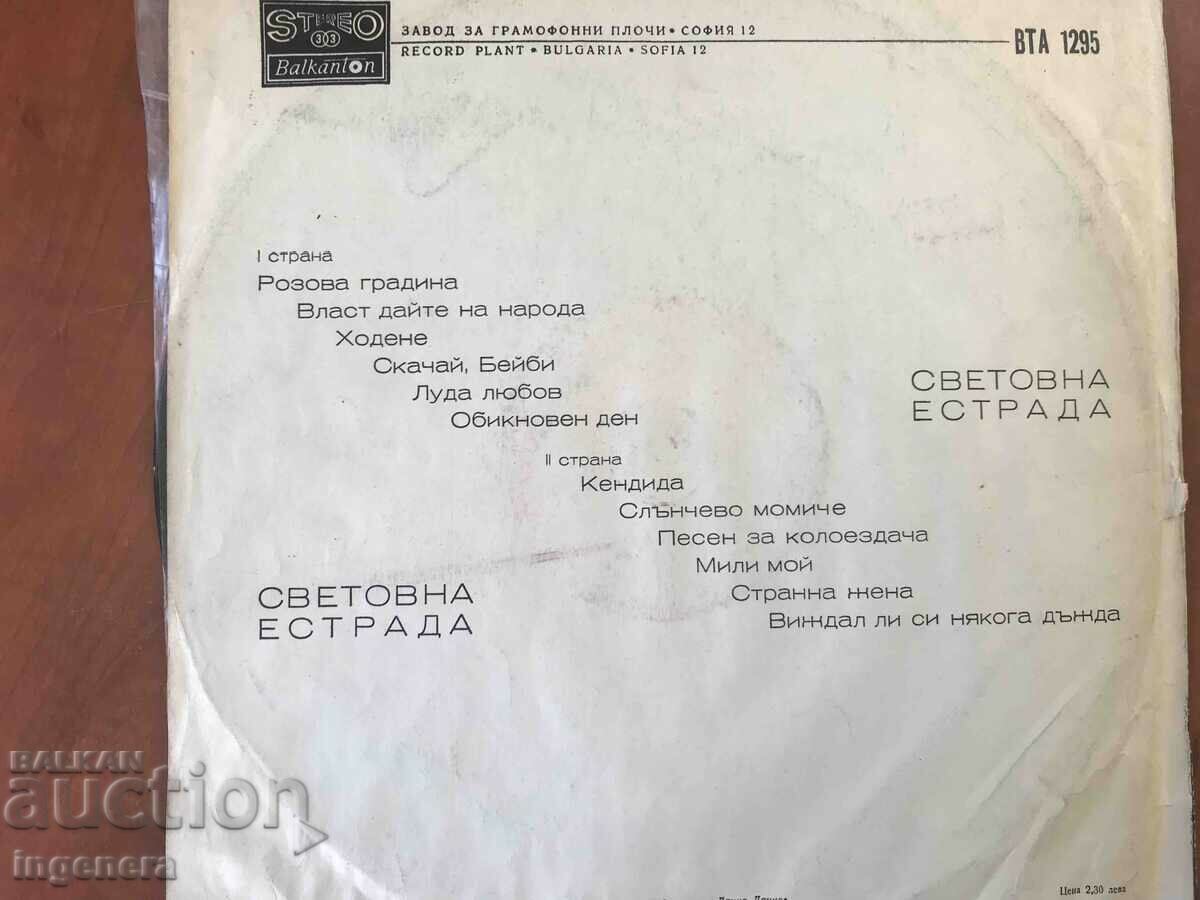 STEREO
33
Balkanton
ЗАВОД ЗА ГРАМОФОННИ ПЛОЧИ • СОФИЯ 12
RECORD PLANT • BULGARIA • SOFIA 12
ВТА 1295
I страна
Розова градина
Власт дайте на народа
Ходене
Скачай, Бейби
Луда любов
Обикновен ден
СВЕТОВНА
ЕСТРАДА
II страна
Кендида
Слънчево момиче
Песен за колоездача
Мили мой
Странна жена
Виждал ли си някога дъжда
СВЕТОВНА
ЕСТРАДА
BALKAN
auction
ingenera
Цена 2,30 лева